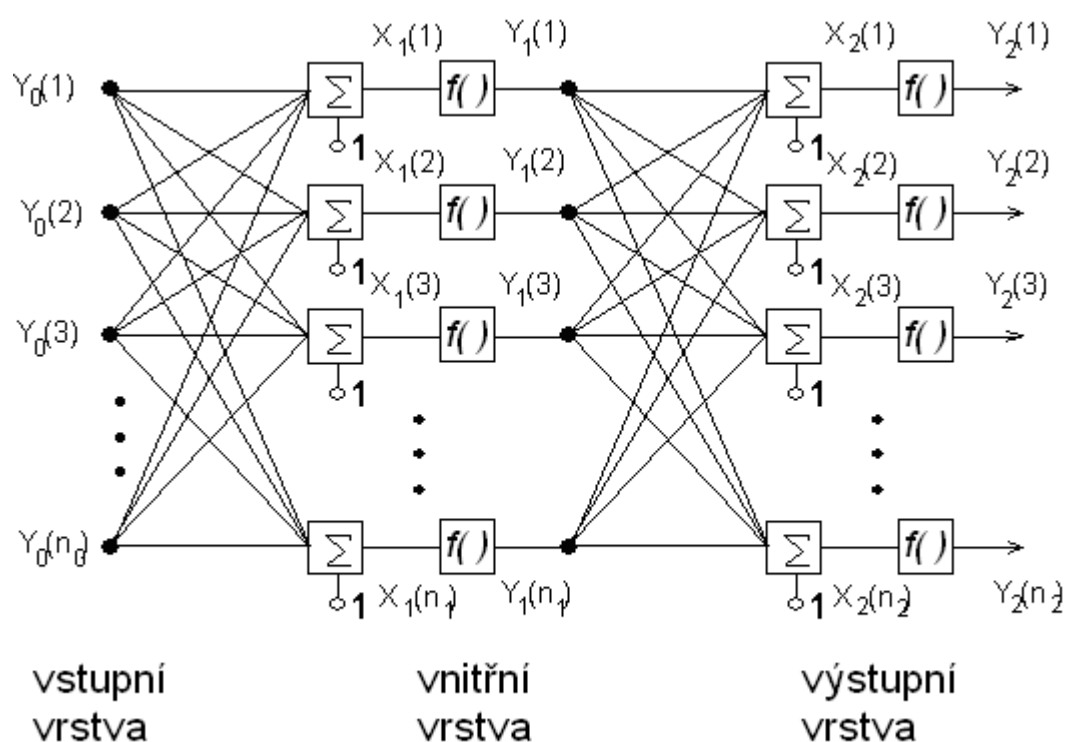 X₁(1) Y₁(1) X₂(1) Y₂(1)
Y₀(1) Σ f( ) Σ f( )
1 1
X₁(2) Y₁(2) X₂(2) Y₂(2)
Y₀(2) Σ f( ) Σ f( )
1 1
X₁(3) Y₁(3) X₂(3) Y₂(3)
Y₀(3) Σ f( ) Σ f( )
1 1
Y₀(n₀) Σ f( ) Σ f( )
1 X₁(n₁) Y₁(n₁) 1 X₂(n₂) Y₂(n₂)
vstupní vnitřní výstupní
vrstva vrstva vrstva